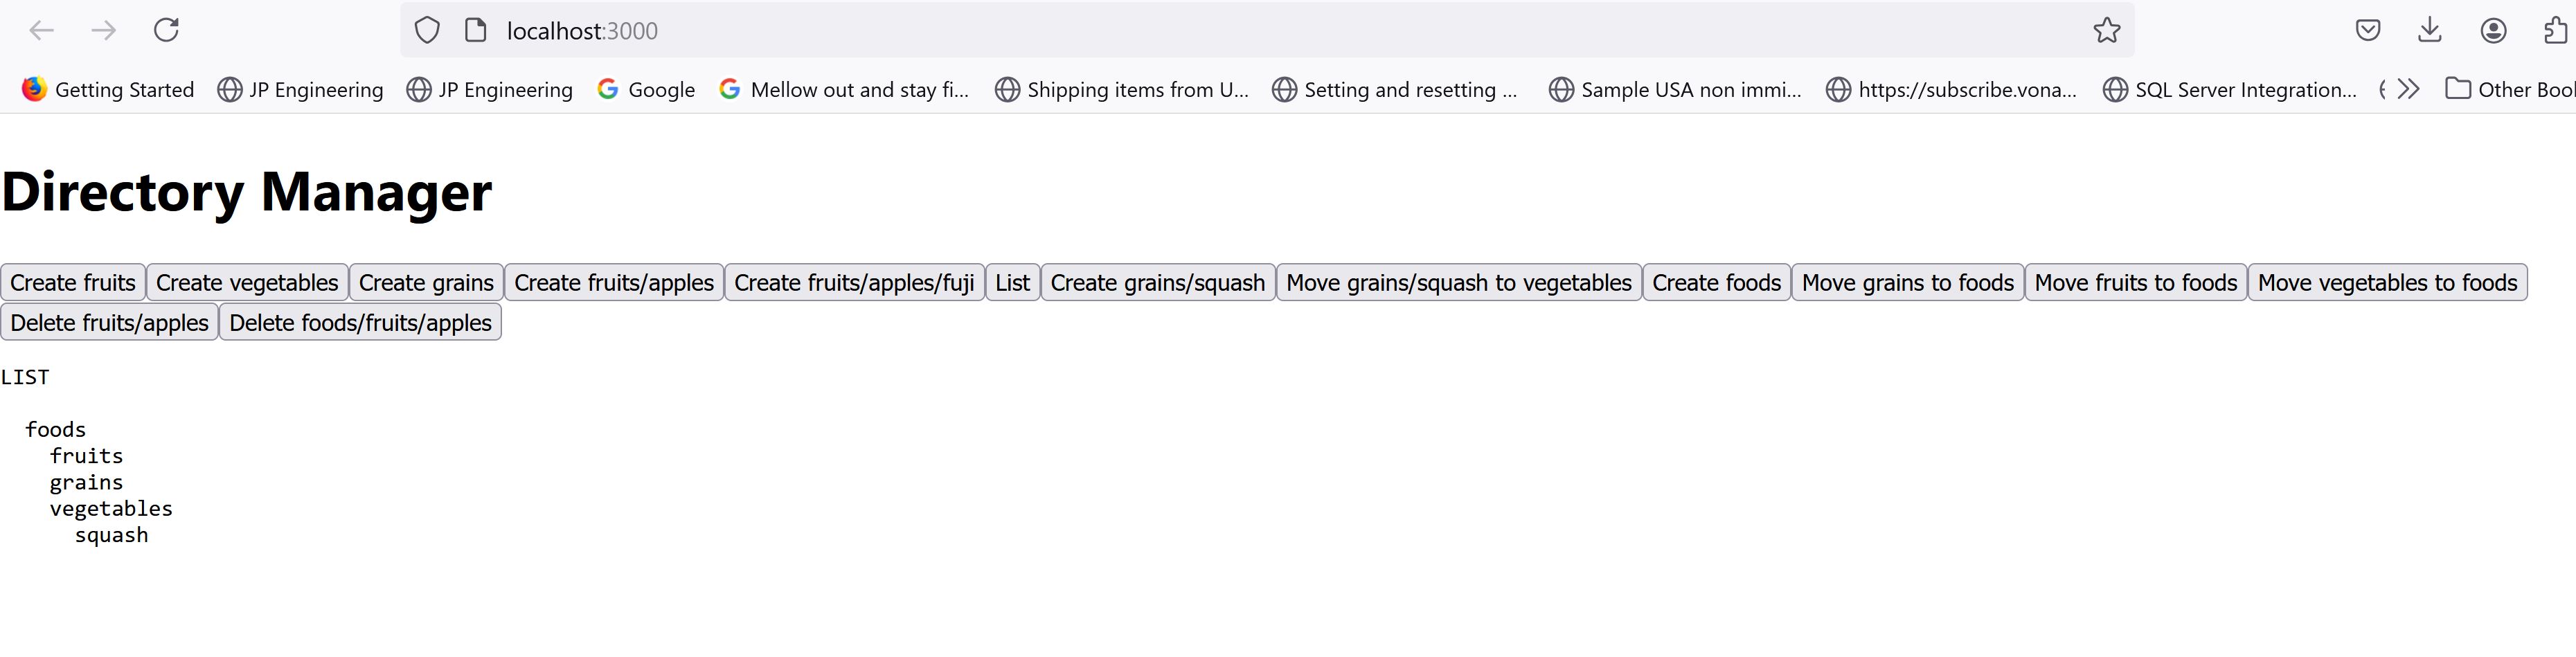 localhost:3000
Getting Started JP Engineering JP Engineering Google Mellow out and stay fi... Shipping items from U... Setting and resetting ... Sample USA non immi... https://subscribe.vona... SQL Server Integration... Other Bool
Directory Manager
Create fruits Create vegetables Create grains Create fruits/apples Create fruits/apples/fuji List Create grains/squash Move grains/squash to vegetables Create foods Move grains to foods Move fruits to foods Move vegetables to foods
Delete fruits/apples Delete foods/fruits/apples
LIST
foods
fruits
grains
vegetables
squash